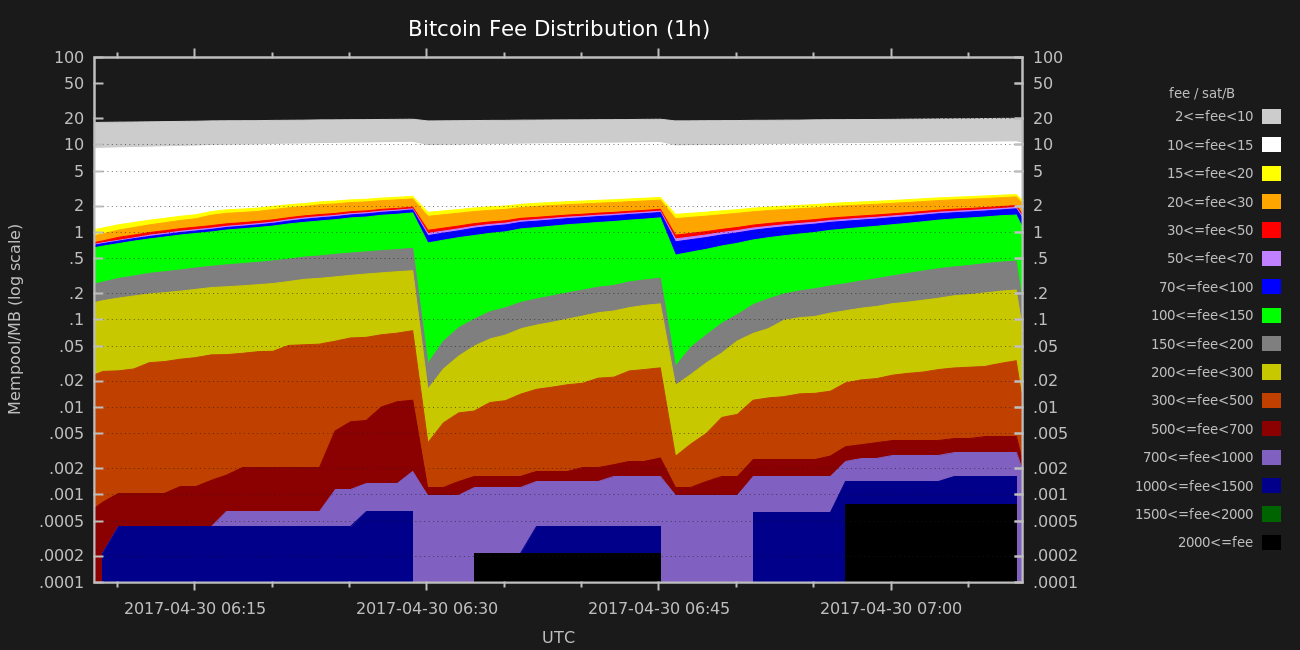 Bitcoin Fee Distribution (1h)
Mempool/MB (log scale)
100
50
20
10
5
2
1
.5
.2
.1
.05
.02
.01
.005
.002
.001
.0005
.0002
.0001
100
50
20
10
5
2
1
.5
.2
.1
.05
.02
.01
.005
.002
.001
.0005
.0002
.0001
2017-04-30 06:15
2017-04-30 06:30
2017-04-30 06:45
2017-04-30 07:00
UTC
fee / sat/B
2<=fee<10
10<=fee<15
15<=fee<20
20<=fee<30
30<=fee<50
50<=fee<70
70<=fee<100
100<=fee<150
150<=fee<200
200<=fee<300
300<=fee<500
500<=fee<700
700<=fee<1000
1000<=fee<1500
1500<=fee<2000
2000<=fee